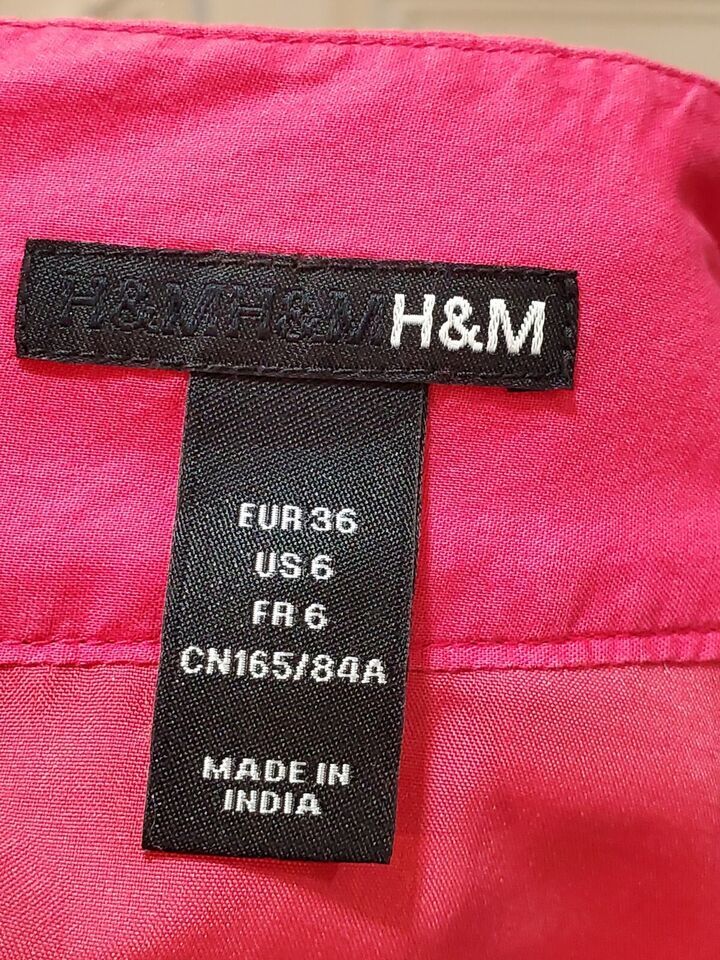 H&MH&MH&M
EUR 36
US 6
FR 6
CN165/84A
MADE IN
INDIA